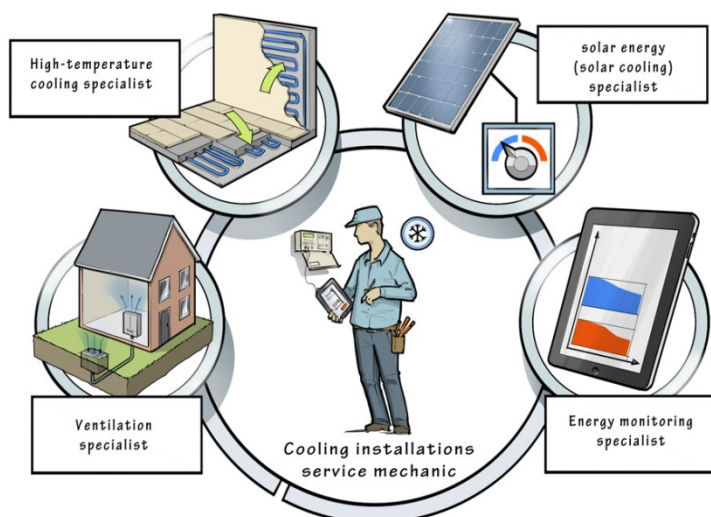 High-temperature
cooling specialist
solar energy
(solar cooling)
specialist
Ventilation
specialist
Energy monitoring
specialist
Cooling installations
service mechanic